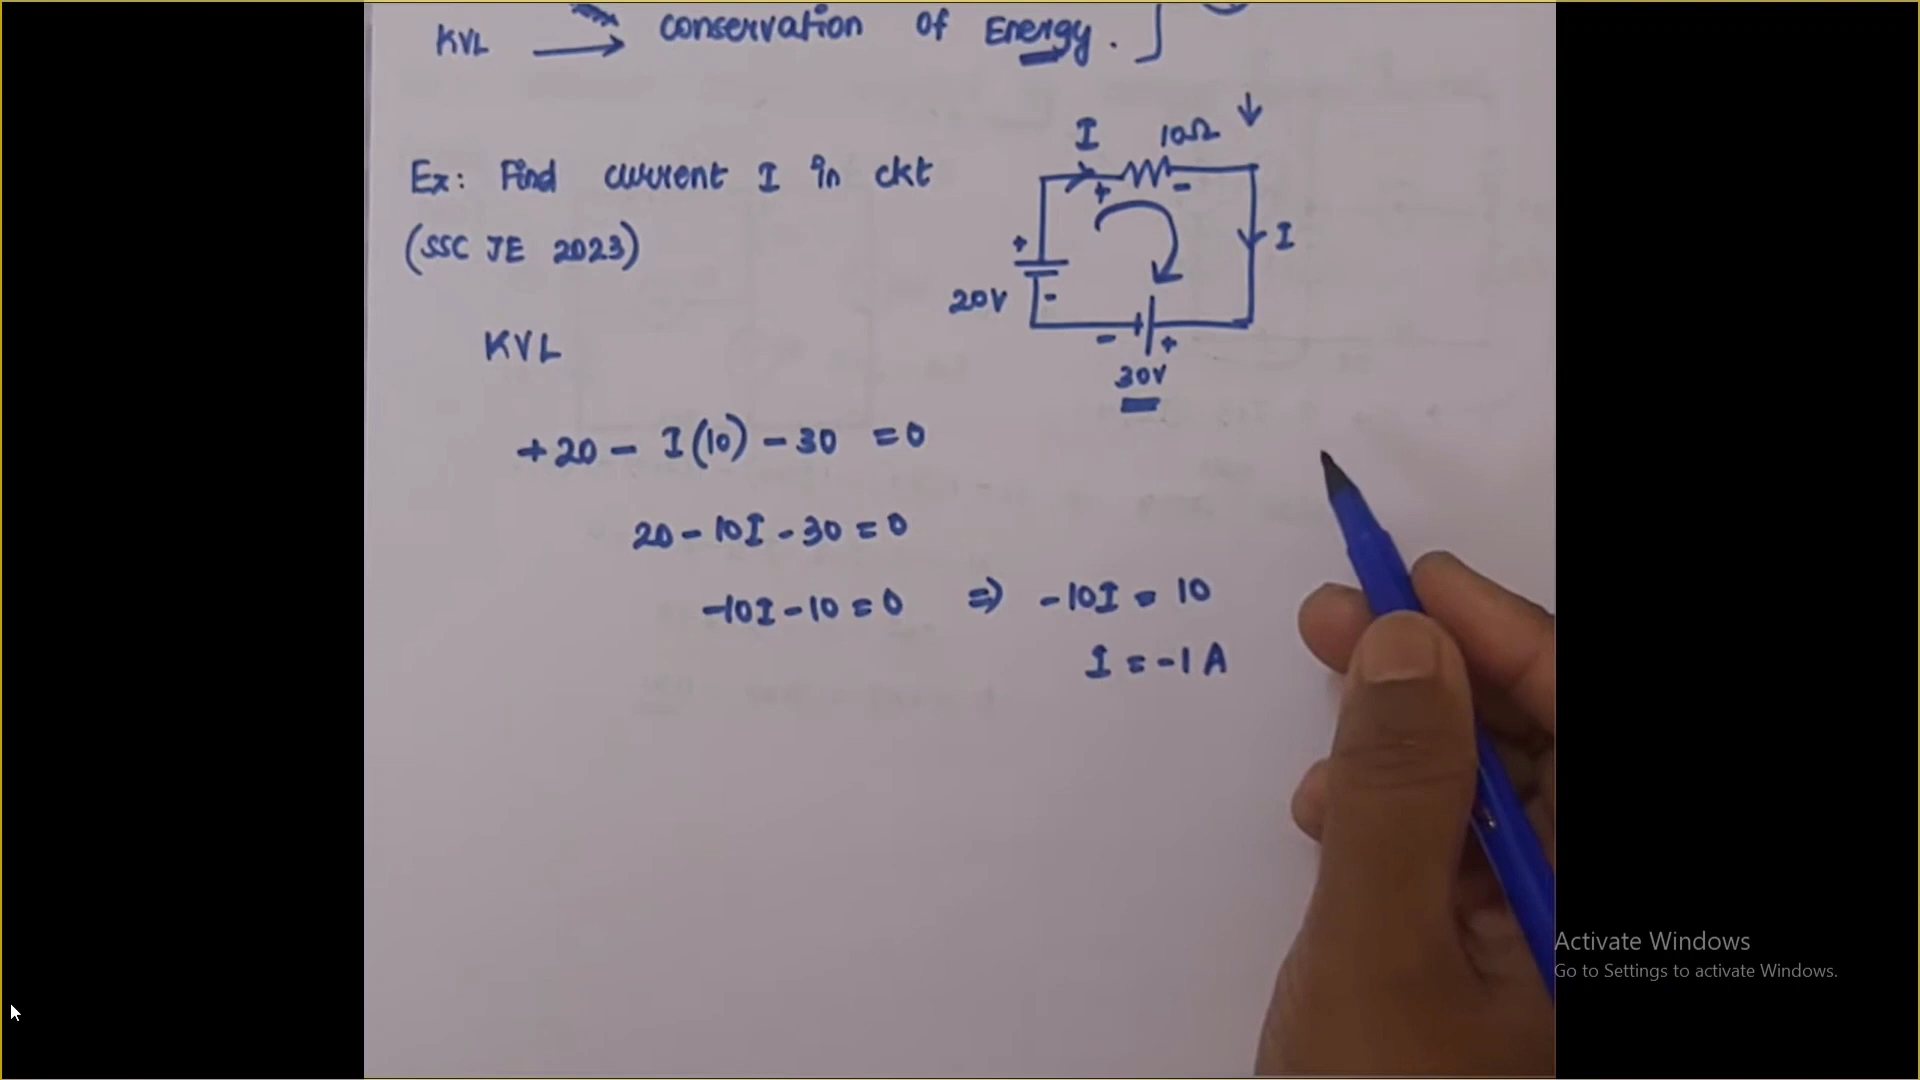 KVL → conservation of Energy.
Ex: Find current I in ckt
(SSC JE 2023)
I 10Ω
+ -
I
+
20V -
- +
30V
KVL
+20 - I(10) - 30 = 0
20 - 10I - 30 = 0
-10I - 10 = 0 ⇒ -10I = 10
I = -1 A
Activate Windows
Go to Settings to activate Windows.